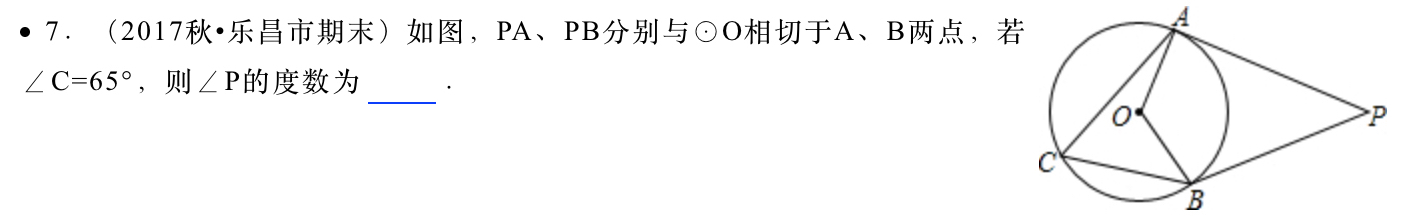 • 7．（2017秋•乐昌市期末）如图，PA、PB分别与⊙O相切于A、B两点，若
∠C=65°，则∠P的度数为 ____ ．
A
O
P
C
B